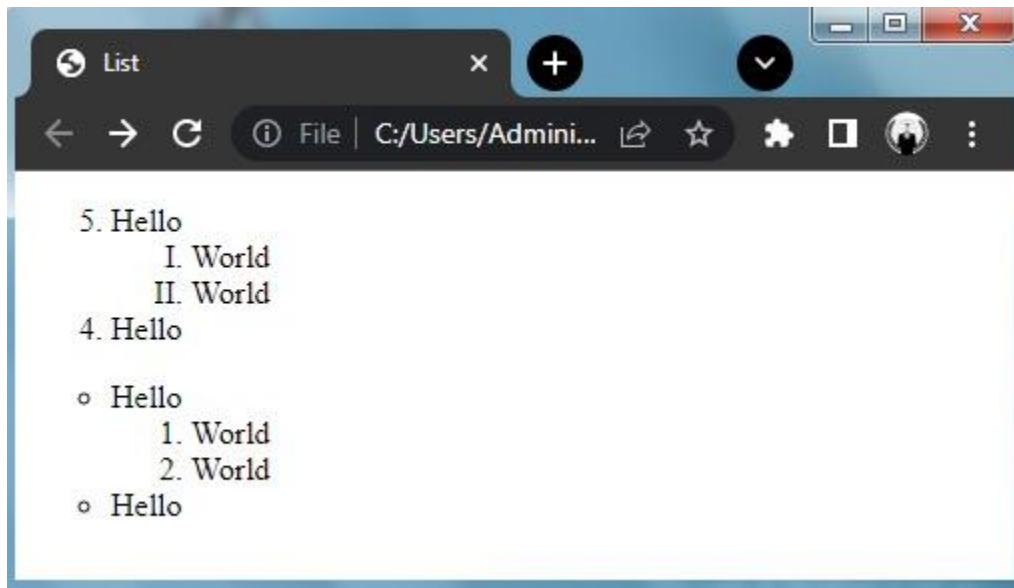 List
File | C:/Users/Admini...
5. Hello
I. World
II. World
4. Hello
Hello
1. World
2. World
Hello